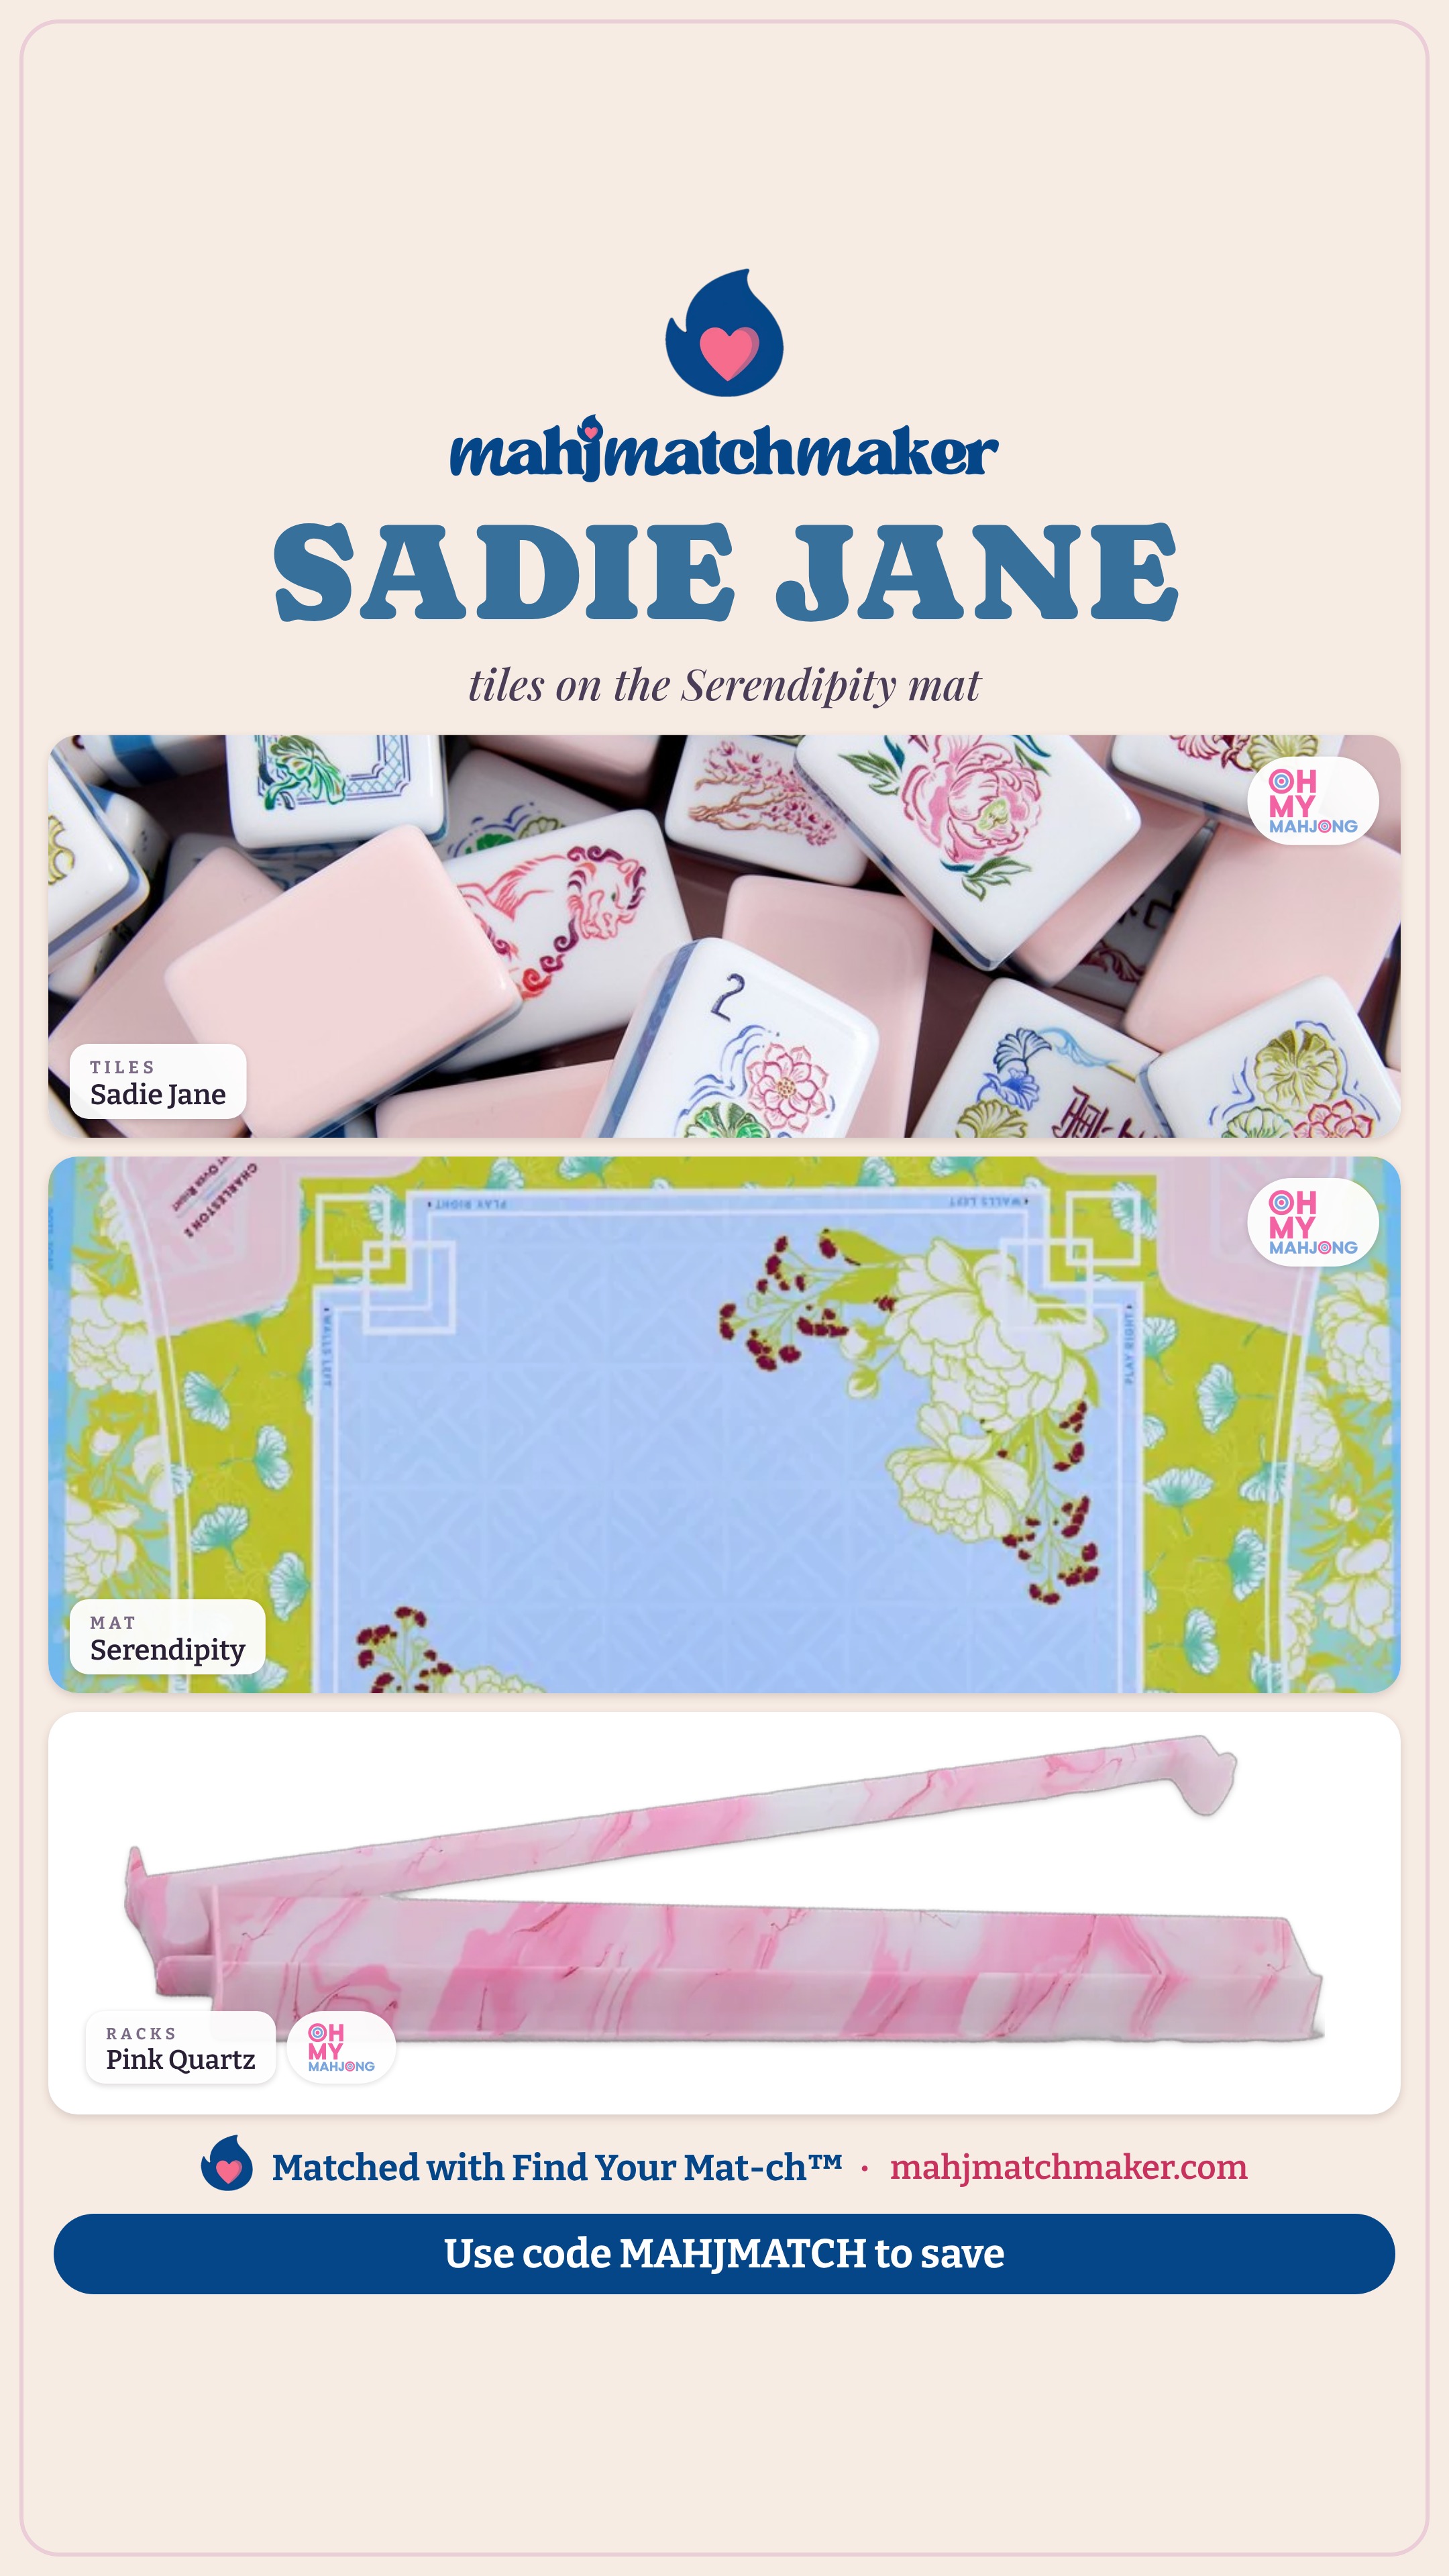 mahjmatchmaker
SADIE JANE
tiles on the Serendipity mat
OH
MY
MAHJONG
2
TILES
Sadie Jane
CHARLESTON 2
PLAY RIGHT
WALLS LEFT
OH
MY
MAHJONG
WALLS LEFT
PLAY RIGHT
MAT
Serendipity
RACKS
Pink Quartz
OH
MY
MAHJONG
Matched with Find Your Mat-ch™ · mahjmatchmaker.com
Use code MAHJMATCH to save